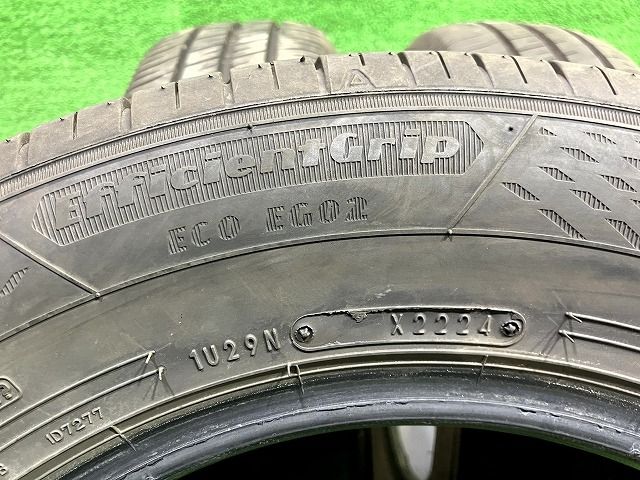 A
EfficientGrip
ECO EG02
1U29N X2224
ID7277